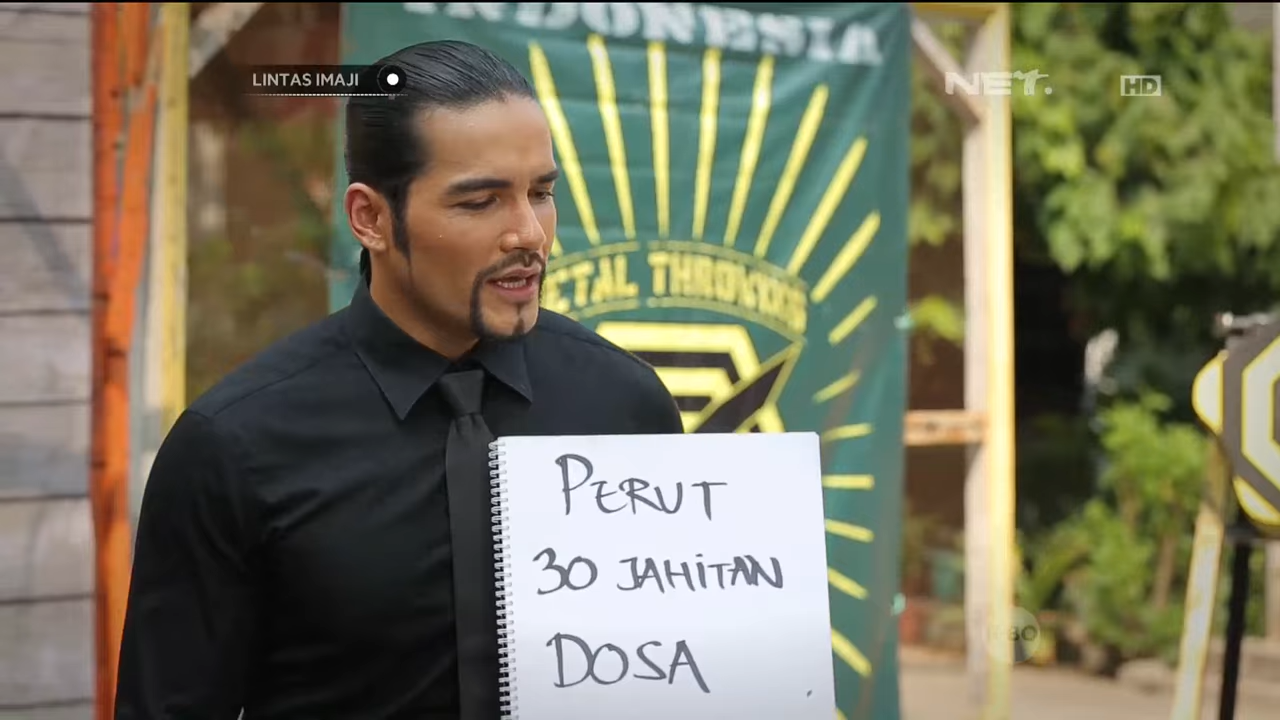 INDONESIA
LINTAS IMAJI
NET.
HD
METAL THROWERS
PERUT
30 JAHiTAN
DOSA